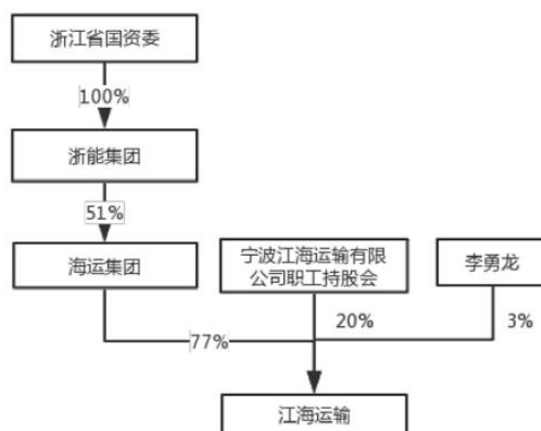 浙江省国资委
100%
浙能集团
51%
海运集团
宁波江海运输有限
公司职工持股会
李勇龙
77%
20%
3%
江海运输